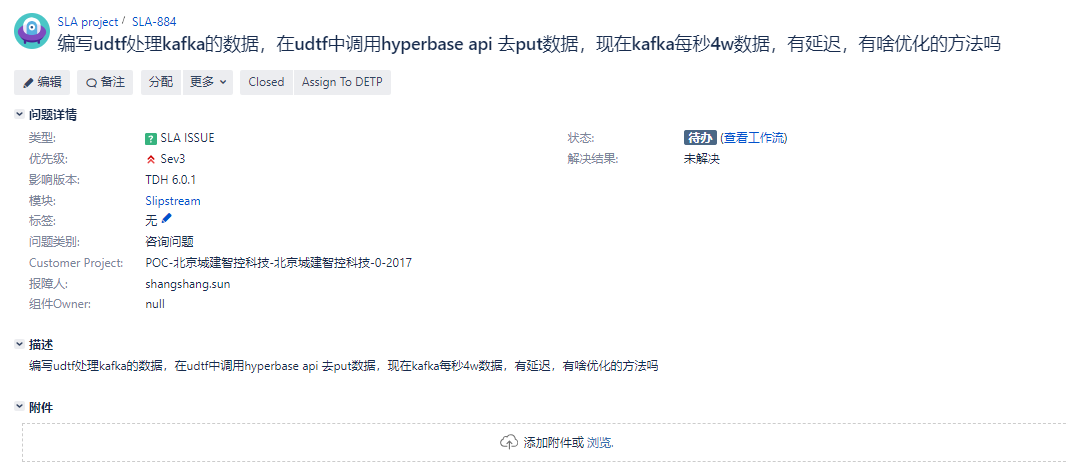 SLA project / SLA-884
编写udtf处理kafka的数据，在udtf中调用hyperbase api 去put数据，现在kafka每秒4w数据，有延迟，有啥优化的方法吗
编辑 备注 分配 更多 Closed Assign To DETP
问题详情
类型: SLA ISSUE 状态: 待办 (查看工作流)
优先级: Sev3 解决结果: 未解决
影响版本: TDH 6.0.1
模块: Slipstream
标签: 无
问题类别: 咨询问题
Customer Project: POC-北京城建智控科技-北京城建智控科技-0-2017
报障人: shangshang.sun
组件Owner: null
描述
编写udtf处理kafka的数据，在udtf中调用hyperbase api 去put数据，现在kafka每秒4w数据，有延迟，有啥优化的方法吗
附件
添加附件或 浏览.